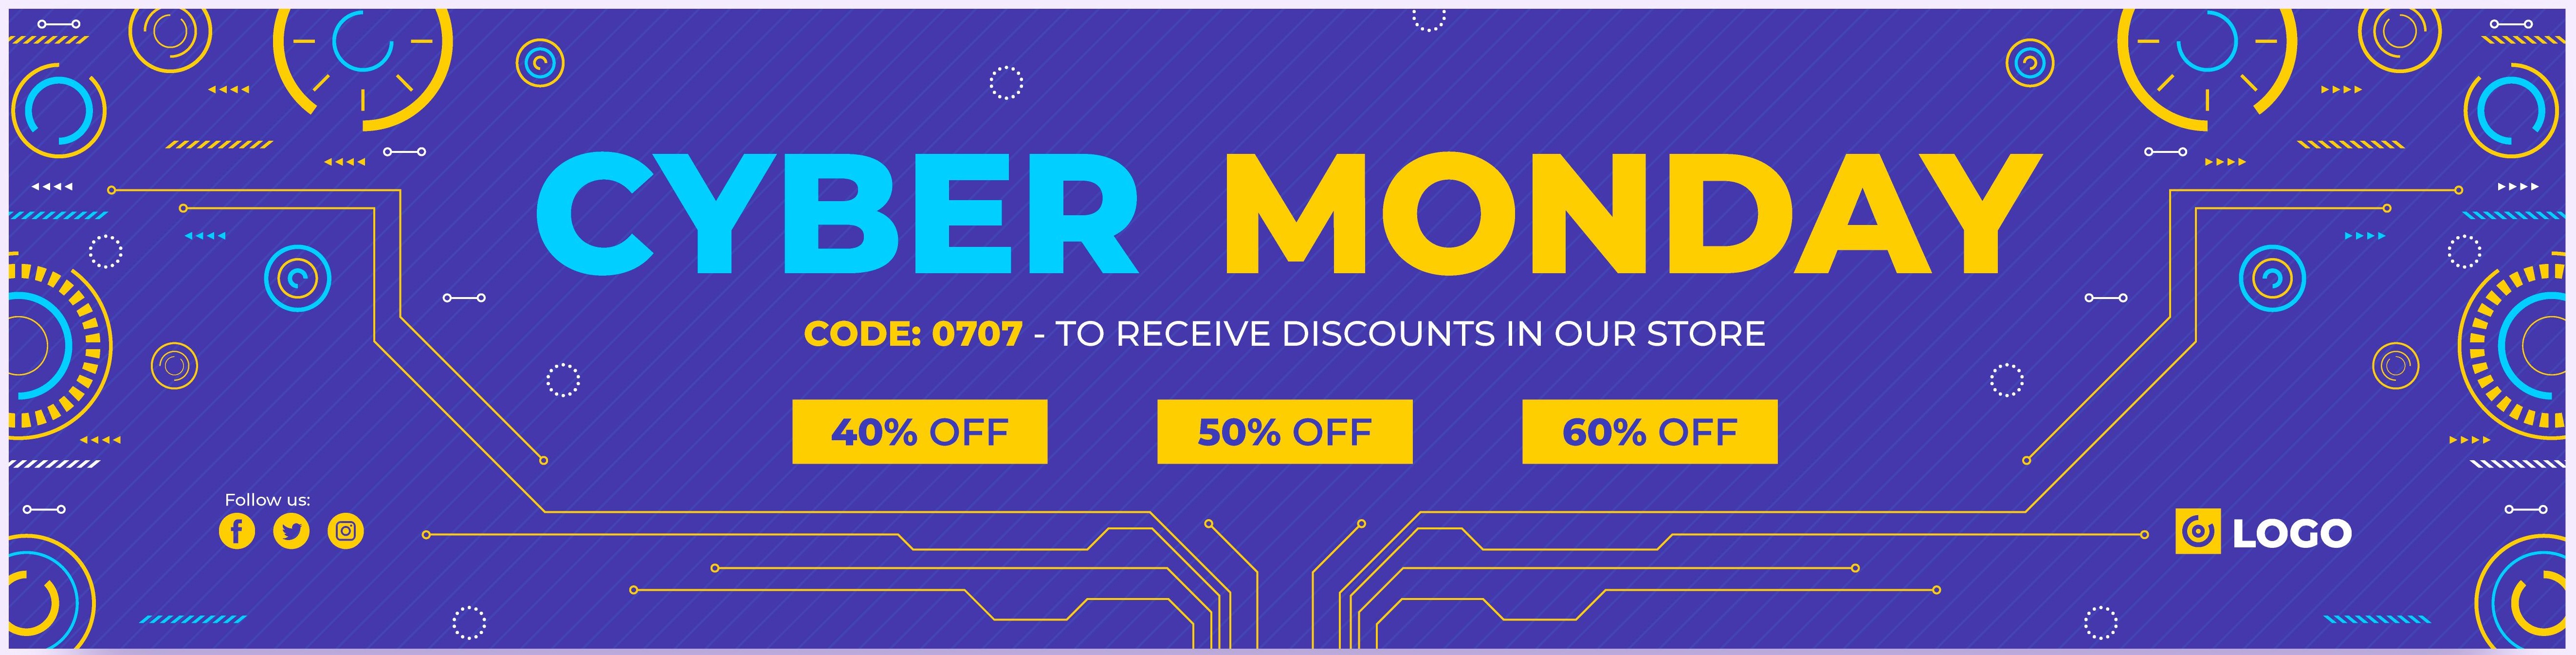 CYBER MONDAY
CODE: 0707 - TO RECEIVE DISCOUNTS IN OUR STORE
40% OFF 50% OFF 60% OFF
Follow us:
LOGO